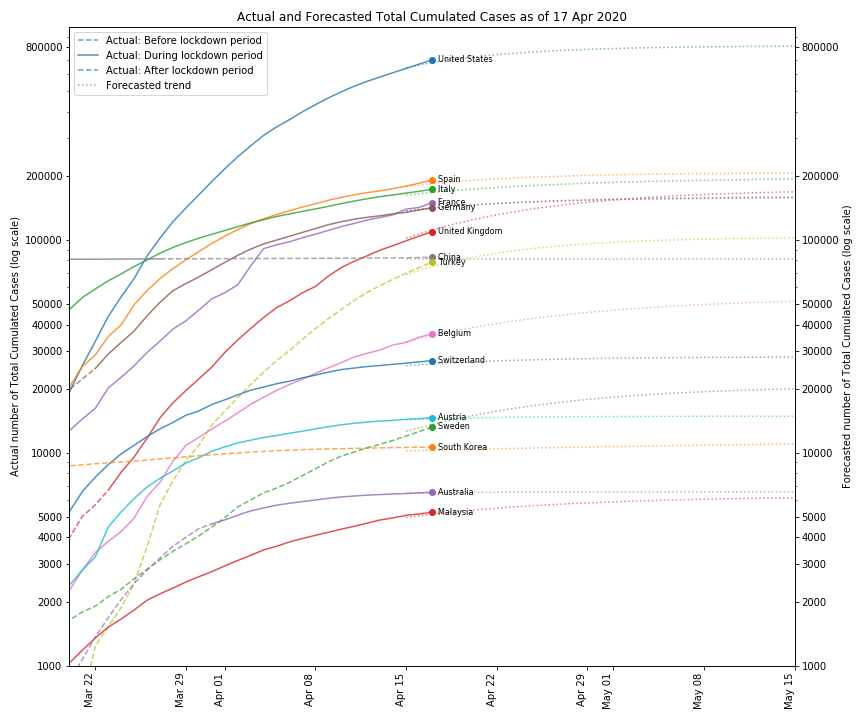 Actual and Forecasted Total Cumulated Cases as of 17 Apr 2020
Actual: Before lockdown period
Actual: During lockdown period
Actual: After lockdown period
Forecasted trend
Actual number of Total Cumulated Cases (log scale)
800000
200000
100000
50000
40000
30000
20000
10000
5000
4000
3000
2000
1000
United States
Spain
Italy
France
Germany
United Kingdom
China
Turkey
Belgium
Switzerland
Austria
Sweden
South Korea
Australia
Malaysia
800000
200000
100000
50000
40000
30000
20000
10000
5000
4000
3000
2000
1000
Forecasted number of Total Cumulated Cases (log scale)
Mar 22
Mar 29
Apr 01
Apr 08
Apr 15
Apr 22
Apr 29
May 01
May 08
May 15